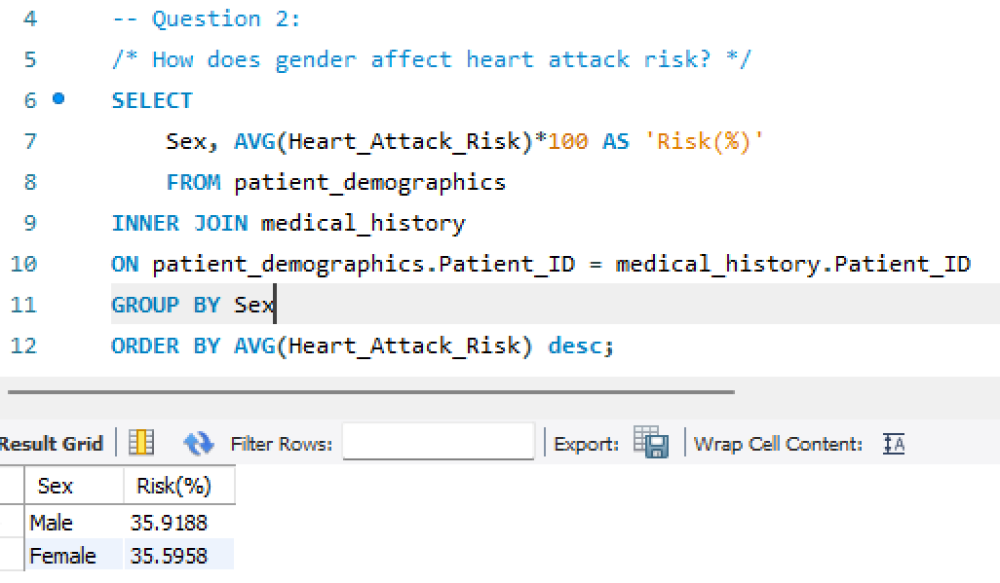 4 -- Question 2:
5 /* How does gender affect heart attack risk? */
6 SELECT
7 Sex, AVG(Heart_Attack_Risk)*100 AS 'Risk(%)'
8 FROM patient_demographics
9 INNER JOIN medical_history
10 ON patient_demographics.Patient_ID = medical_history.Patient_ID
11 GROUP BY Sex
12 ORDER BY AVG(Heart_Attack_Risk) desc;
Result Grid Filter Rows: Export: Wrap Cell Content: IA
Sex Risk(%)
Male 35.9188
Female 35.5958